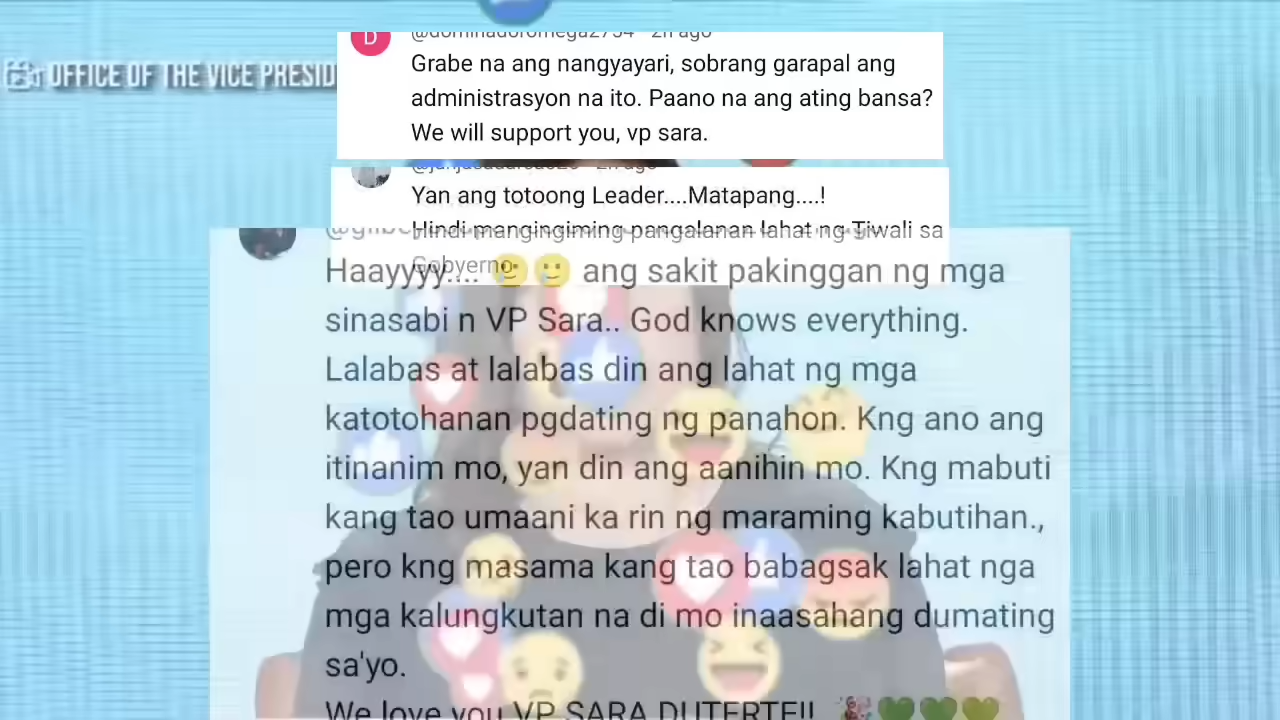 OFFICE OF THE VICE PRESID
D
2h ago
Grabe na ang nangyayari, sobrang garapal ang
administrasyon na ito. Paano na ang ating bansa?
We will support you, vp sara.
2h ago
Yan ang totoong Leader....Matapang....!
Hindi mangingiming pangalanan lahat ng Tiwali sa
Gobyerno
Haayyyy.... 🥲🥲 ang sakit pakinggan ng mga
sinasabi n VP Sara.. God knows everything.
Lalabas at lalabas din ang lahat ng mga
katotohanan pgdating ng panahon. Kng ano ang
itinanim mo, yan din ang aanihin mo. Kng mabuti
kang tao umaani ka rin ng maraming kabutihan.,
pero kng masama kang tao babagsak lahat nga
mga kalungkutan na di mo inaasahang dumating
sa'yo.
We love you VP SARA DUTERTE!! 🎉💚💚💚